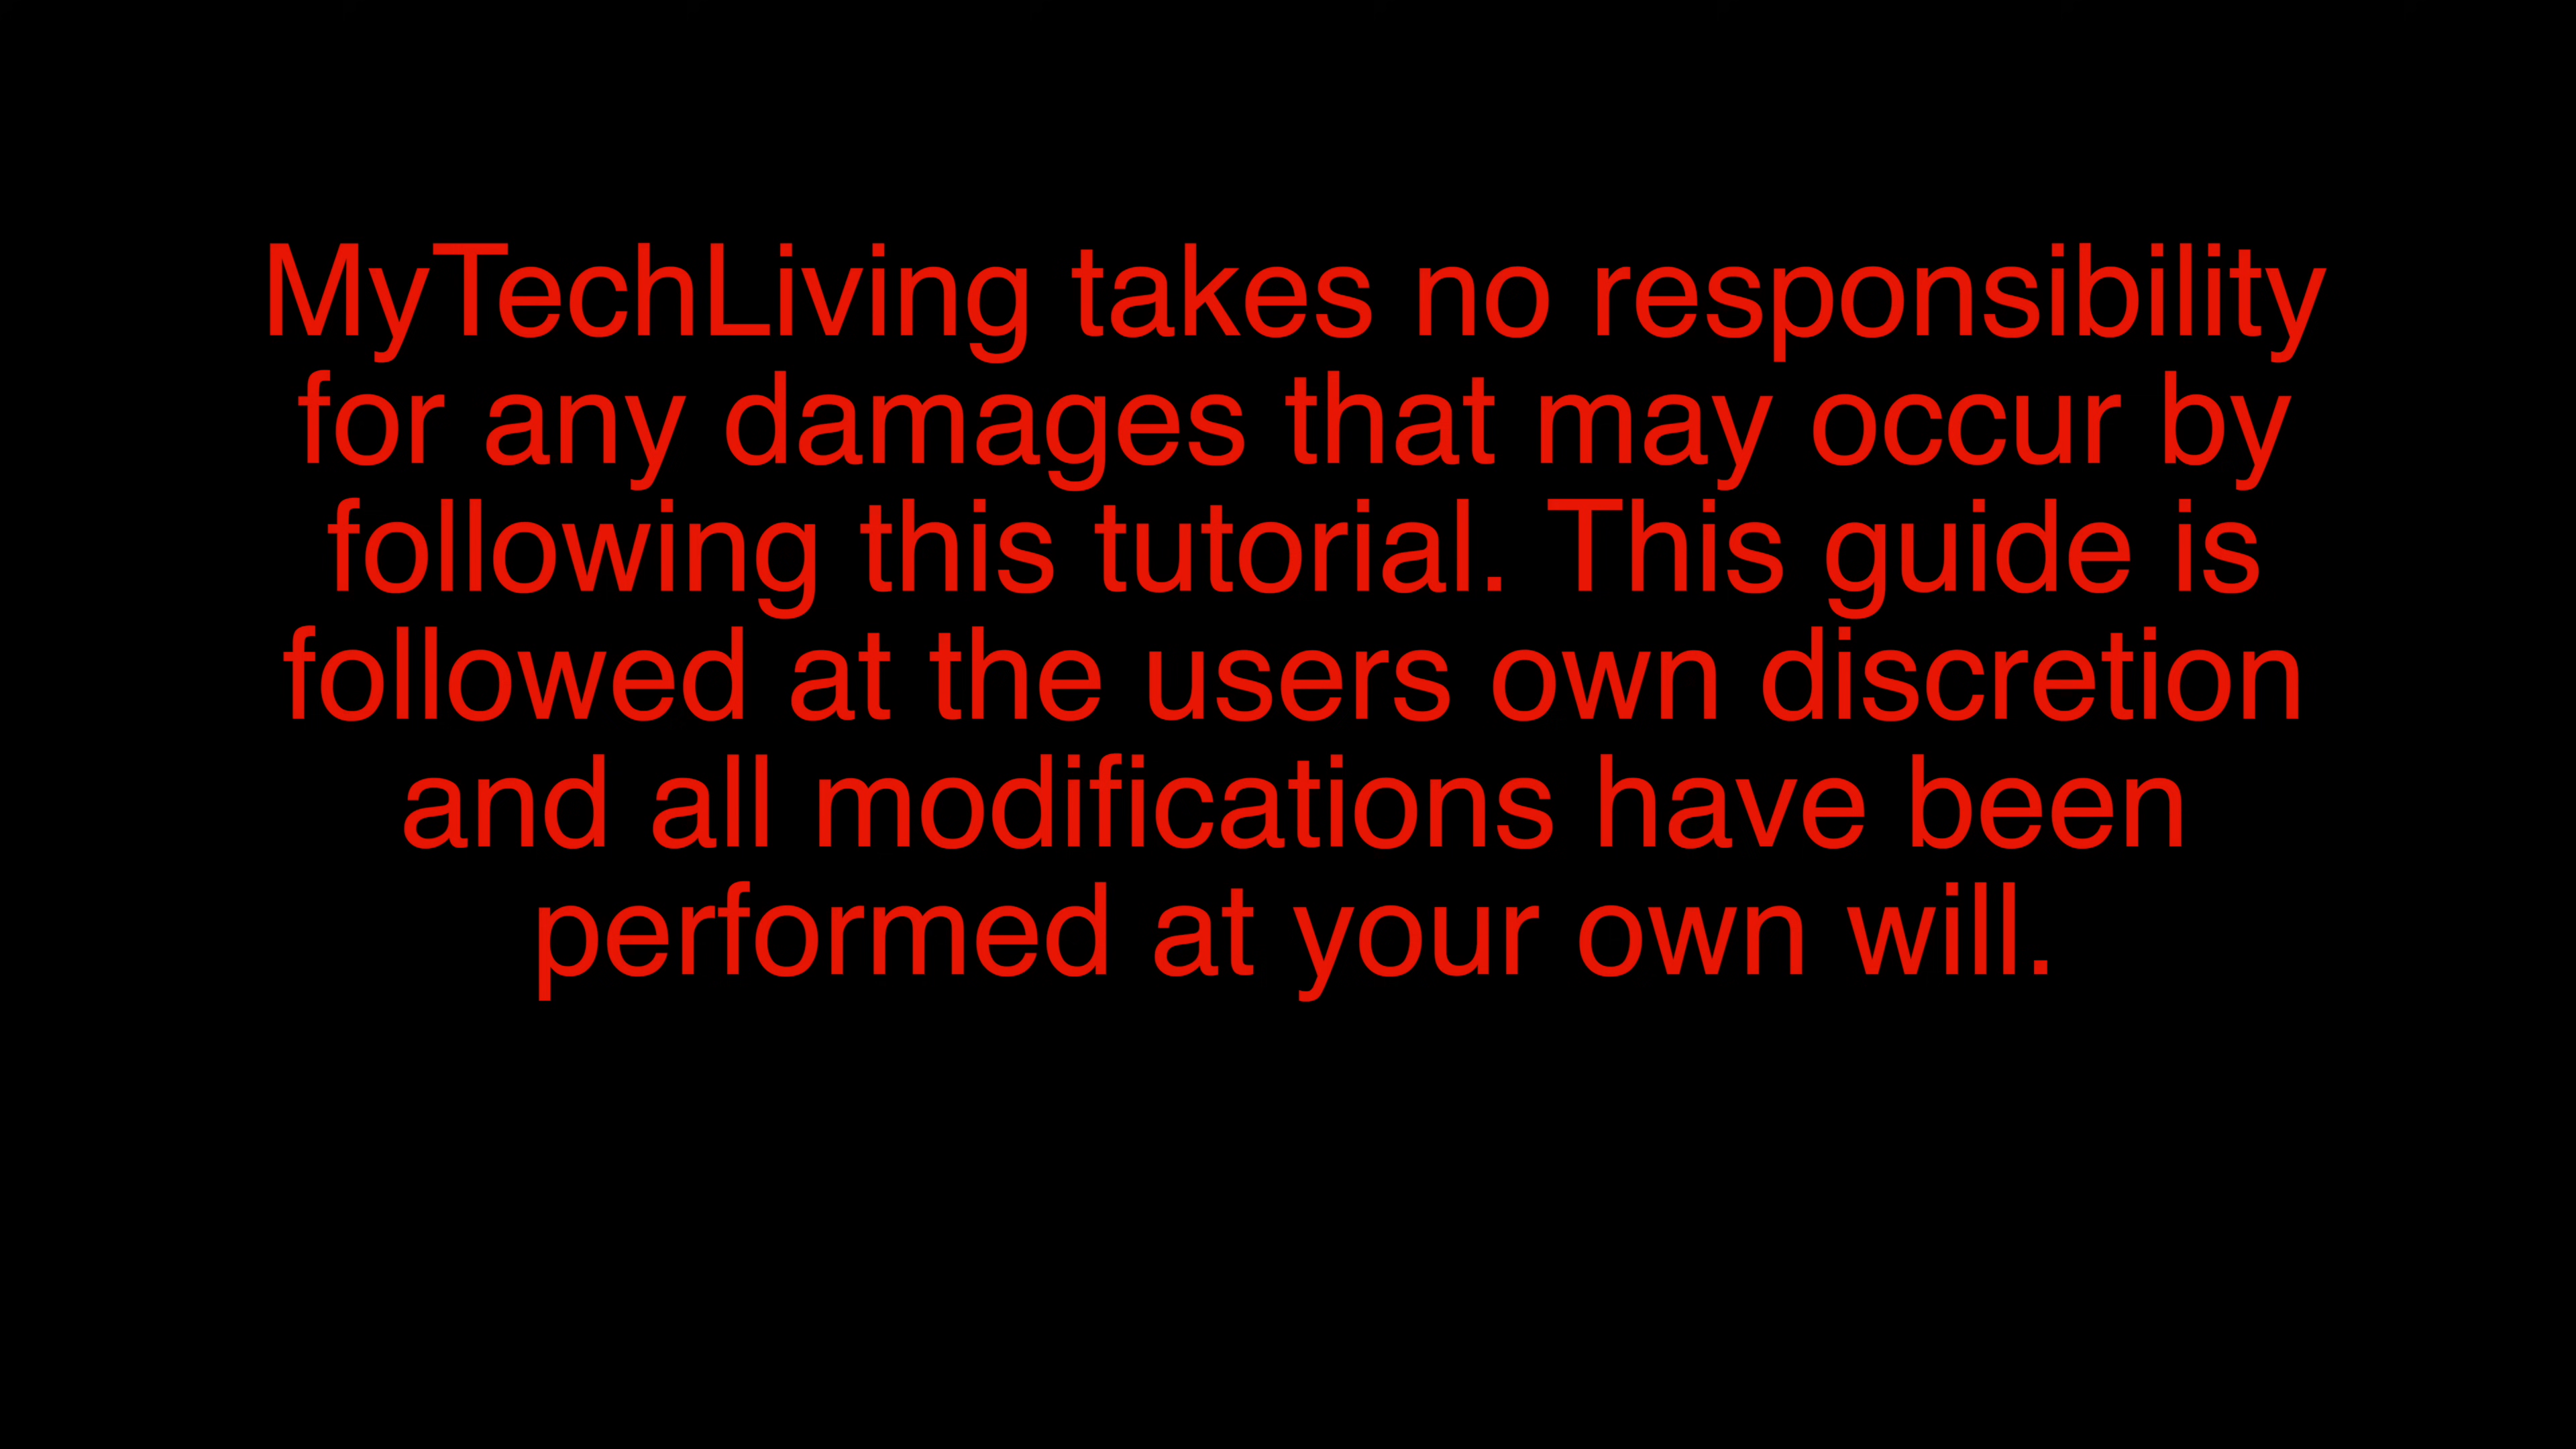 MyTechLiving takes no responsibility
for any damages that may occur by
following this tutorial. This guide is
followed at the users own discretion
and all modifications have been
performed at your own will.